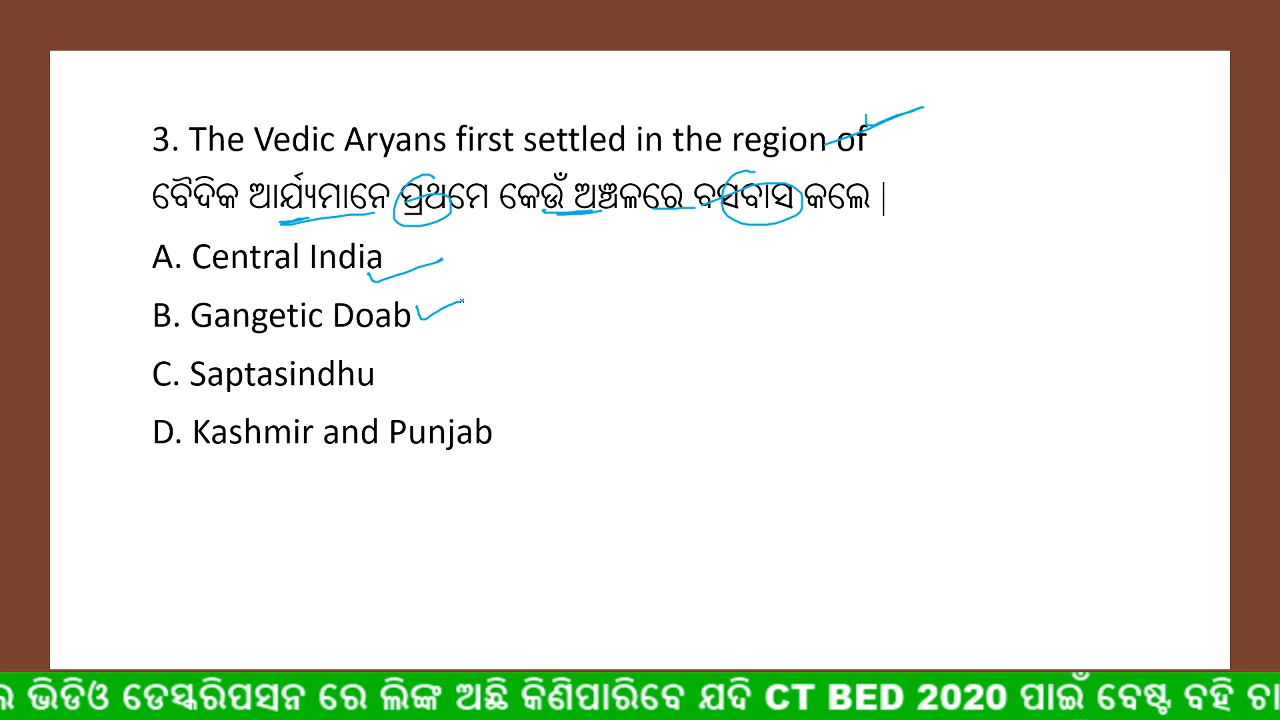 3. The Vedic Aryans first settled in the region of
ବୈଦିକ ଆର୍ଯ୍ୟମାନେ ପ୍ରଥମେ କେଉଁ ଅଞ୍ଚଳରେ ବସବାସ କଲେ |
A. Central India
B. Gangetic Doab
C. Saptasindhu
D. Kashmir and Punjab
ଭିଡିଓ ଡେସ୍କରିପସନ ରେ ଲିଙ୍କ ଅଛି କିଣିପାରିବେ ଯଦି CT BED 2020 ପାଇଁ ବେଷ୍ଟ ବହି